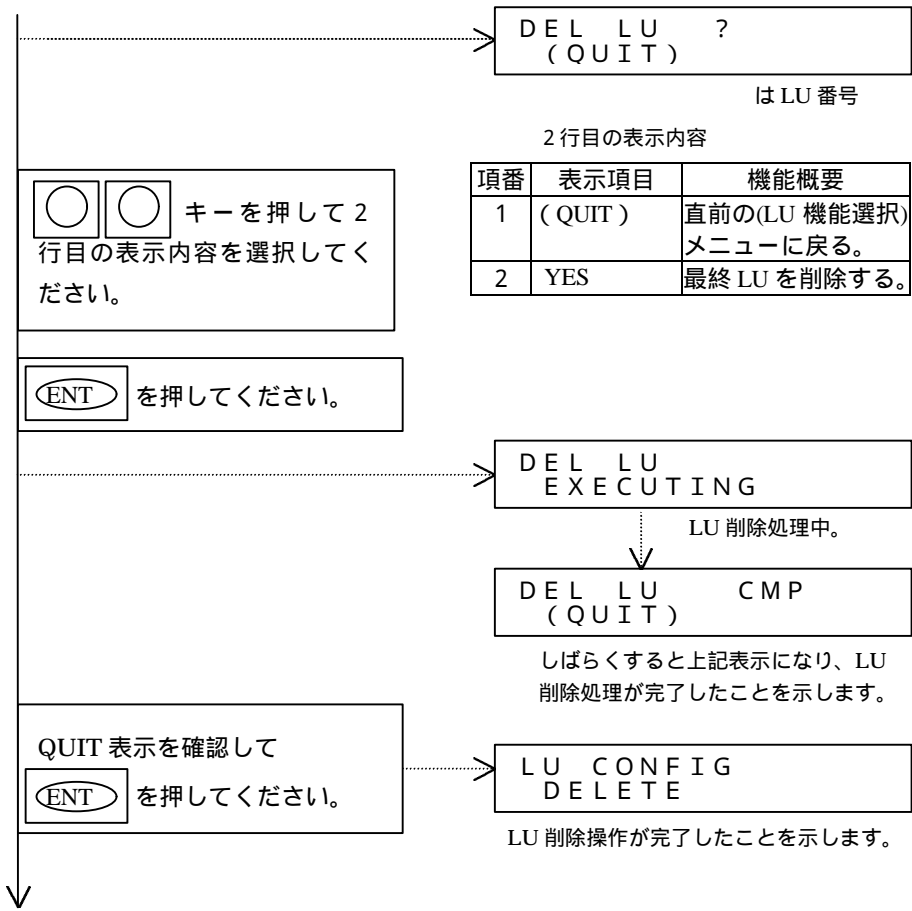 DEL LU ?
(QUIT)
は LU 番号
2行目の表示内容
項番 表示項目 機能概要
1 (QUIT) 直前の(LU 機能選択)
メニューに戻る。
2 YES 最終 LU を削除する。
キーを押して2
行目の表示内容を選択してく
ださい。
ENT を押してください。
DEL LU
EXECUTING
LU 削除処理中。
DEL LU CMP
(QUIT)
しばらくすると上記表示になり、LU
削除処理が完了したことを示します。
QUIT 表示を確認して
ENT を押してください。
LU CONFIG
DELETE
LU 削除操作が完了したことを示します。